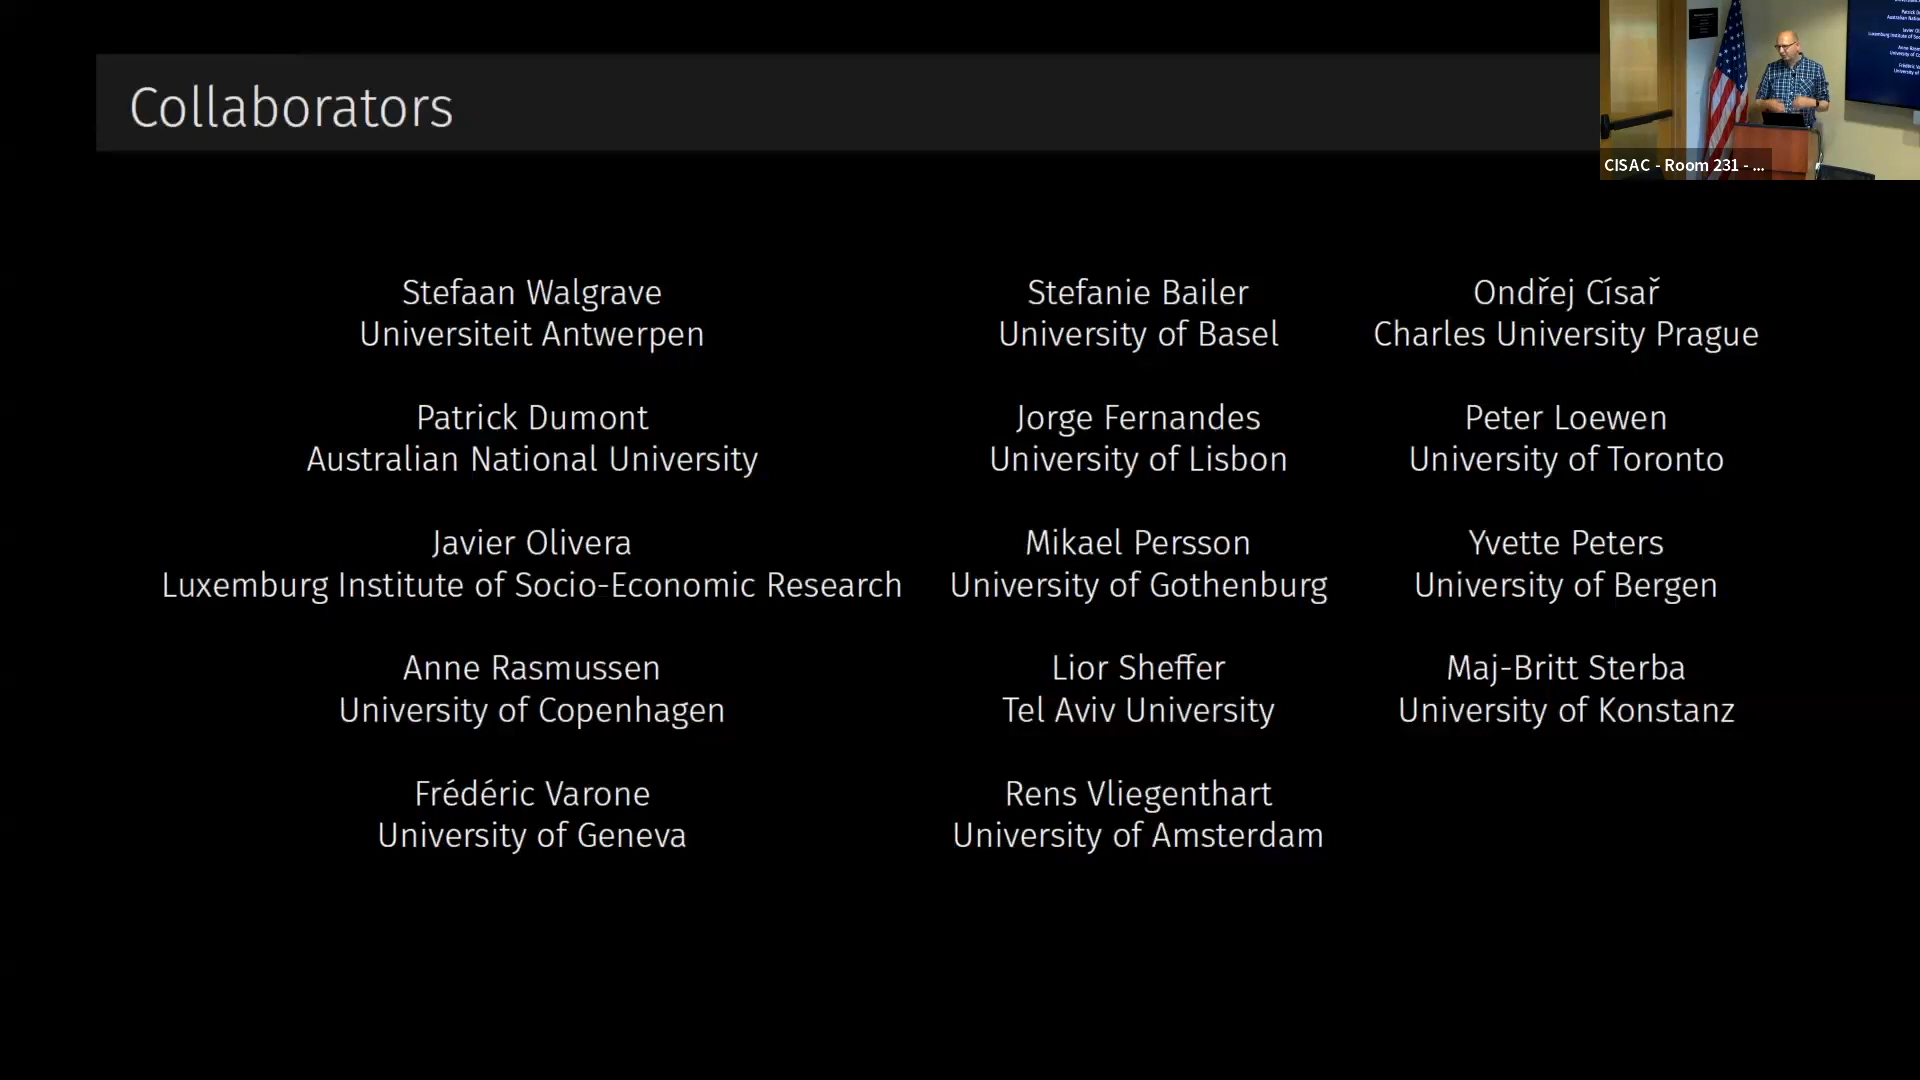 Collaborators
Stefaan Walgrave
Universiteit Antwerpen
Stefanie Bailer
University of Basel
Ondřej Císař
Charles University Prague
Patrick Dumont
Australian National University
Jorge Fernandes
University of Lisbon
Peter Loewen
University of Toronto
Javier Olivera
Luxemburg Institute of Socio-Economic Research
Mikael Persson
University of Gothenburg
Yvette Peters
University of Bergen
Anne Rasmussen
University of Copenhagen
Lior Sheffer
Tel Aviv University
Maj-Britt Sterba
University of Konstanz
Frédéric Varone
University of Geneva
Rens Vliegenthart
University of Amsterdam
CISAC - Room 231 - ...